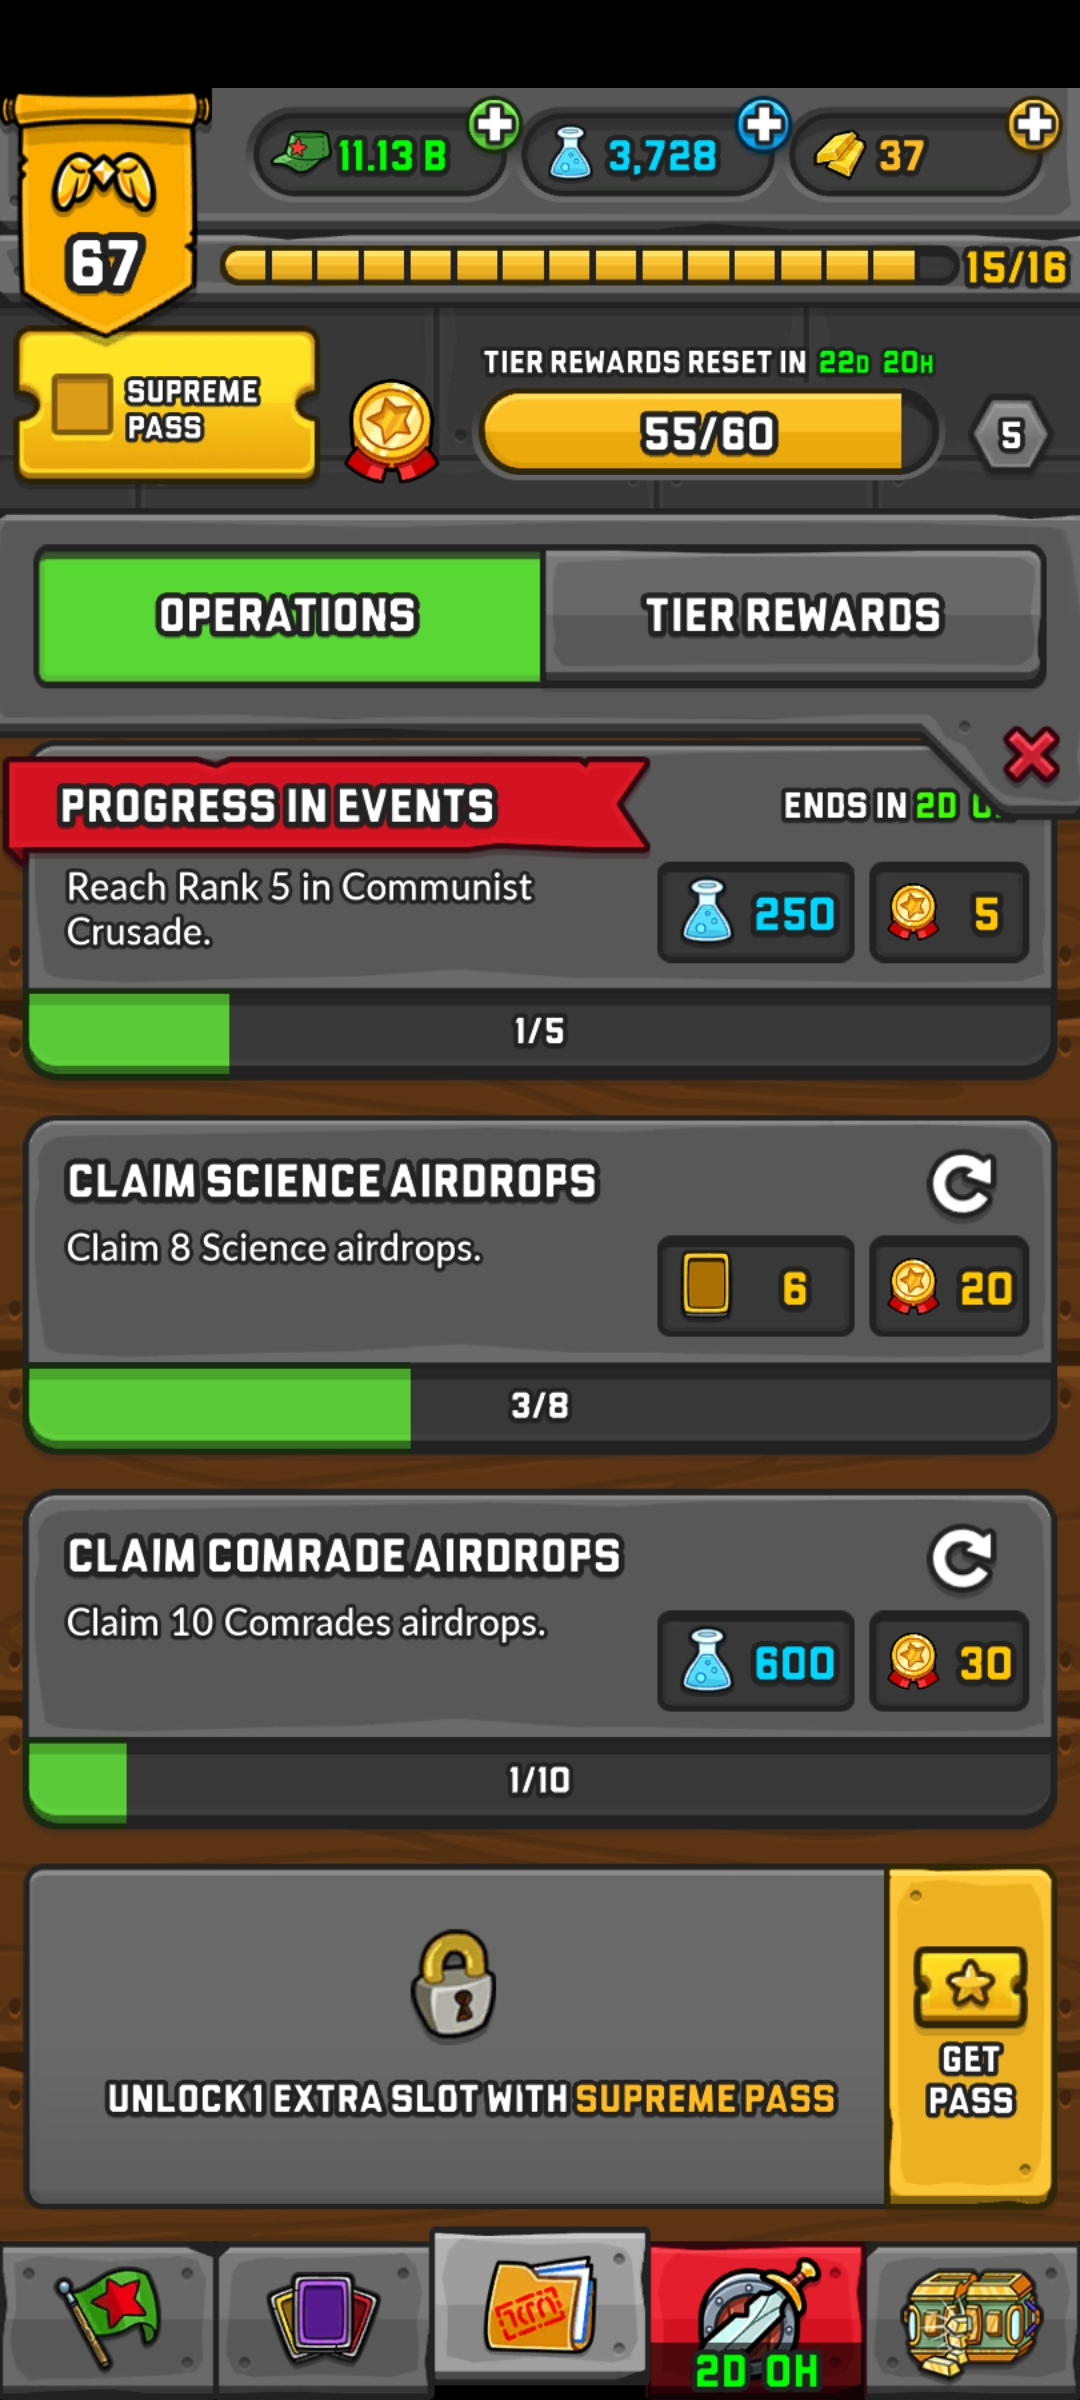 11.13 B
3,728
37
67
15/16
SUPREME
PASS
TIER REWARDS RESET IN 22D 20H
55/60
5
OPERATIONS
TIER REWARDS
PROGRESS IN EVENTS
ENDS IN 2D
Reach Rank 5 in Communist
Crusade.
250
5
1/5
CLAIM SCIENCE AIRDROPS
Claim 8 Science airdrops.
6
20
3/8
CLAIM COMRADE AIRDROPS
Claim 10 Comrades airdrops.
600
30
1/10
UNLOCK 1 EXTRA SLOT WITH SUPREME PASS
GET
PASS
2D 0H